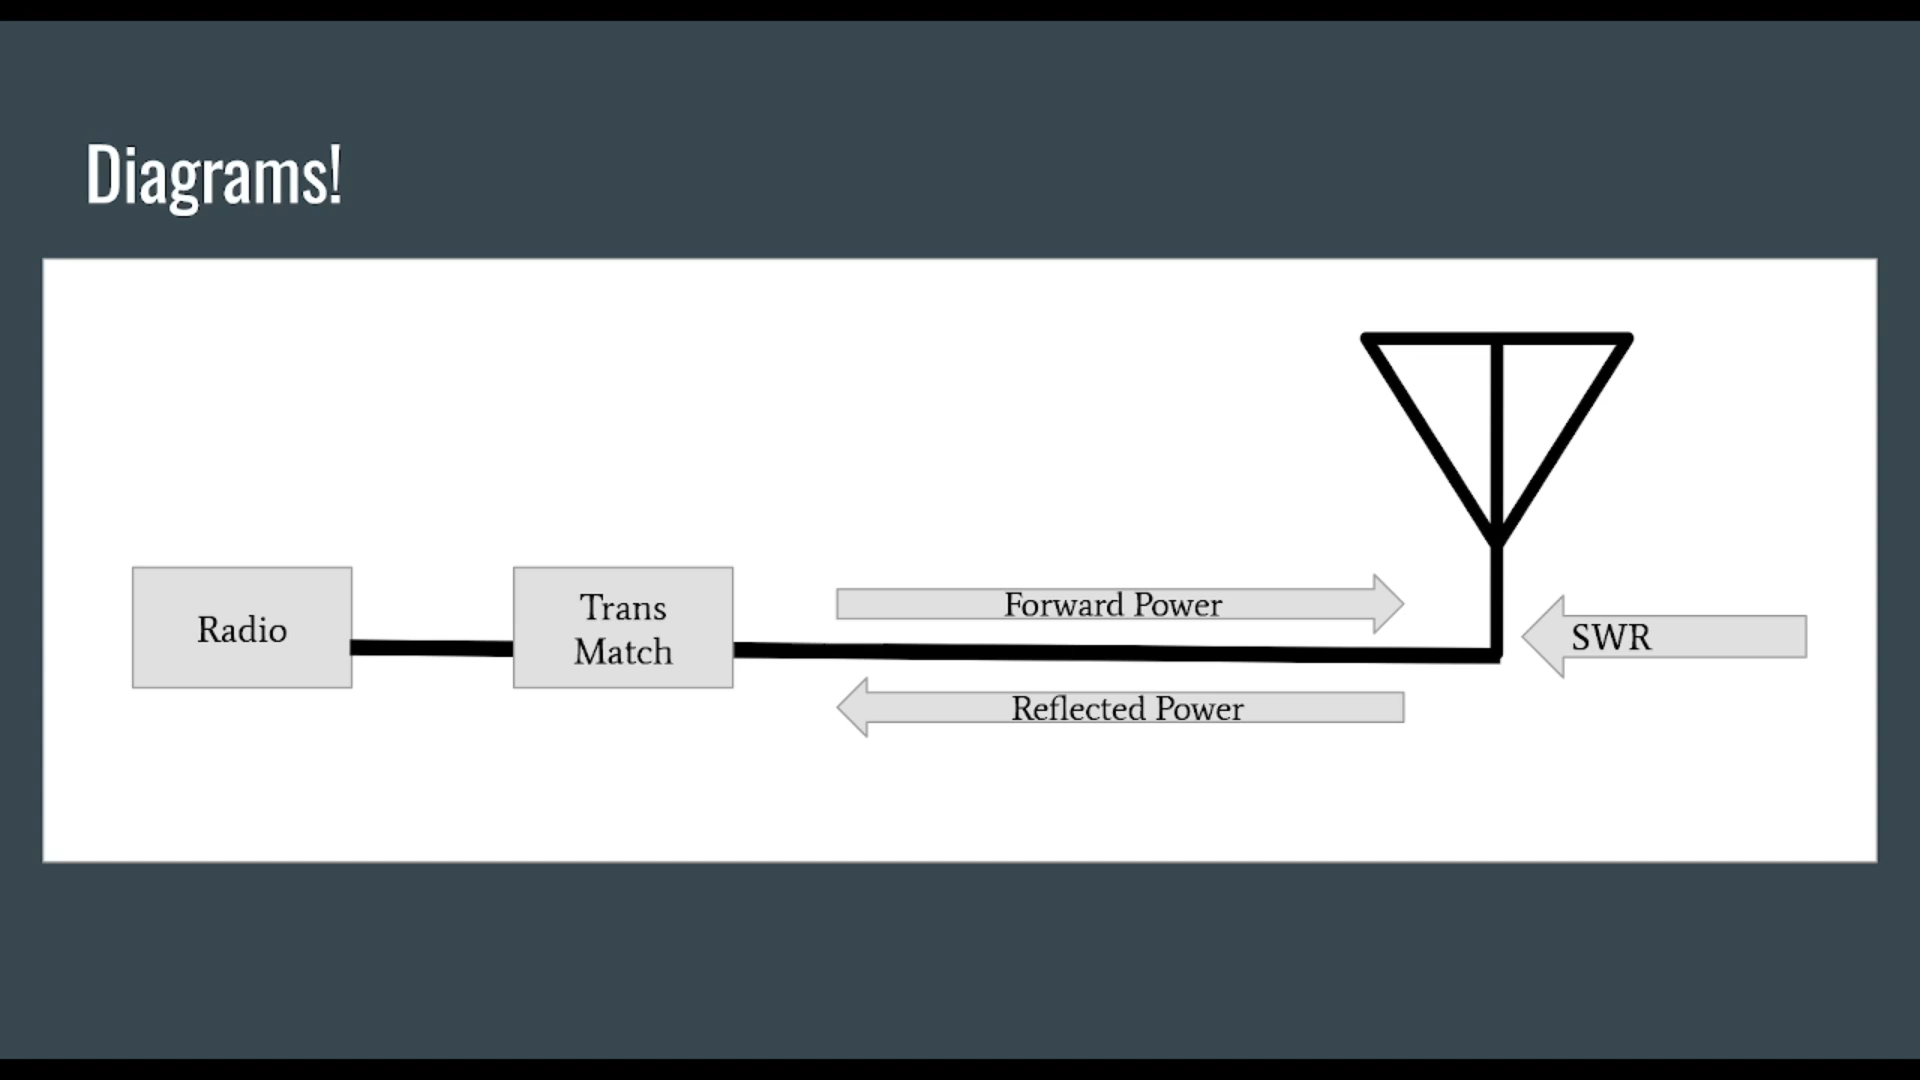 Diagrams!
Radio
Trans
Match
Forward Power
Reflected Power
SWR